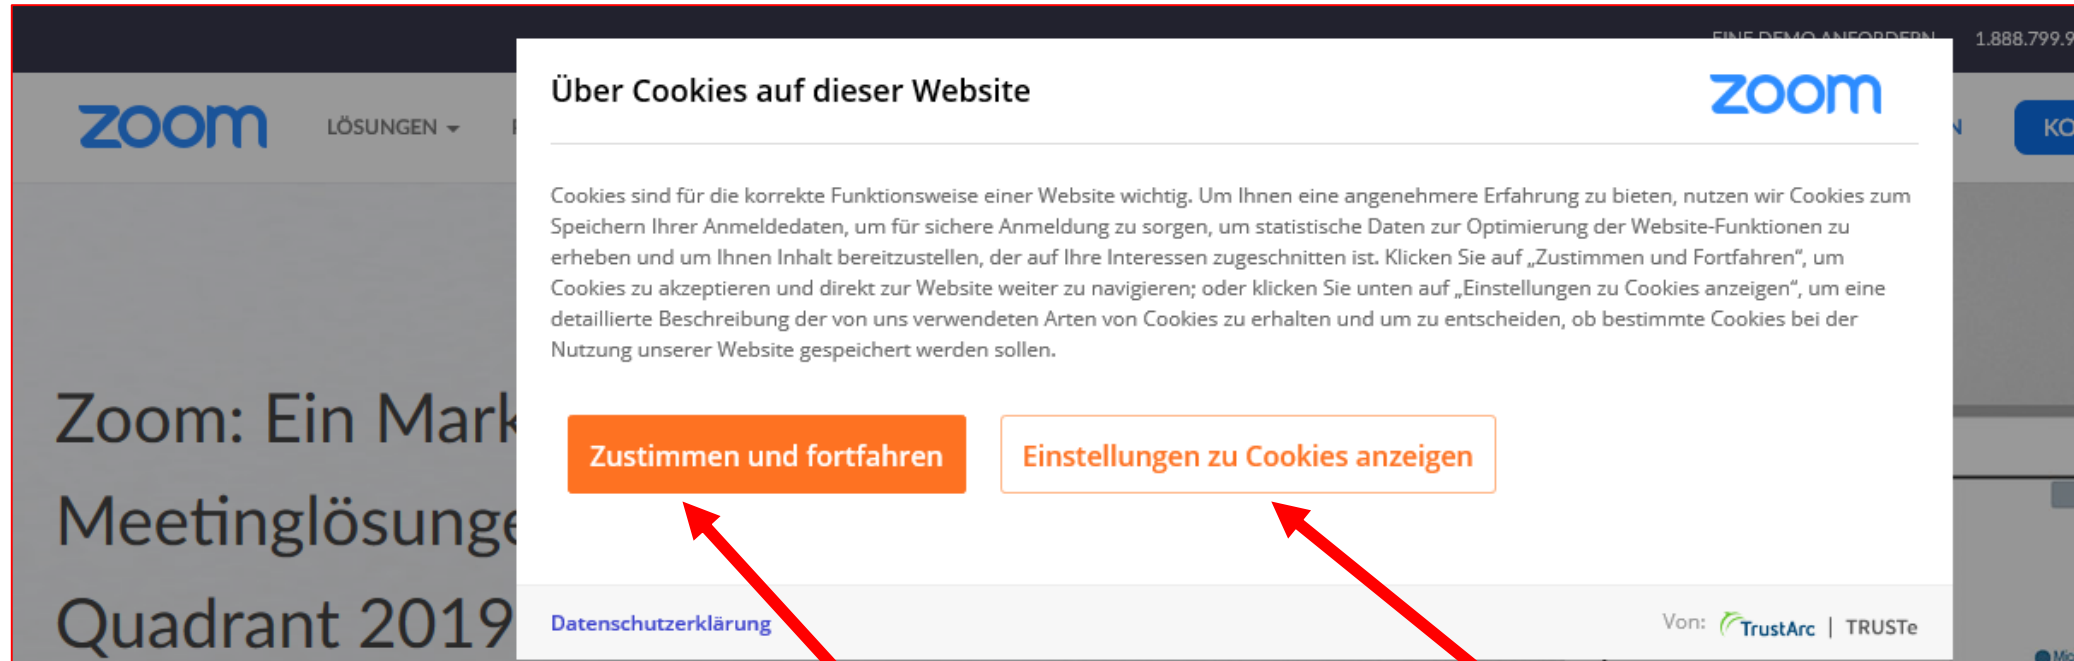 EINE DEMO ANFORDERN 1.888.799.9
zoom
LÖSUNGEN
KO
Über Cookies auf dieser Website
zoom
Cookies sind für die korrekte Funktionsweise einer Website wichtig. Um Ihnen eine angenehmere Erfahrung zu bieten, nutzen wir Cookies zum
Speichern Ihrer Anmeldedaten, um für sichere Anmeldung zu sorgen, um statistische Daten zur Optimierung der Website-Funktionen zu
erheben und um Ihnen Inhalt bereitzustellen, der auf Ihre Interessen zugeschnitten ist. Klicken Sie auf „Zustimmen und Fortfahren“, um
Cookies zu akzeptieren und direkt zur Website weiter zu navigieren; oder klicken Sie unten auf „Einstellungen zu Cookies anzeigen“, um eine
detaillierte Beschreibung der von uns verwendeten Arten von Cookies zu erhalten und um zu entscheiden, ob bestimmte Cookies bei der
Nutzung unserer Website gespeichert werden sollen.
Zustimmen und fortfahren
Einstellungen zu Cookies anzeigen
Datenschutzerklärung
Von: TrustArc | TRUSTe
Zoom: Ein Mark
Meetinglösunge
Quadrant 2019
Mic